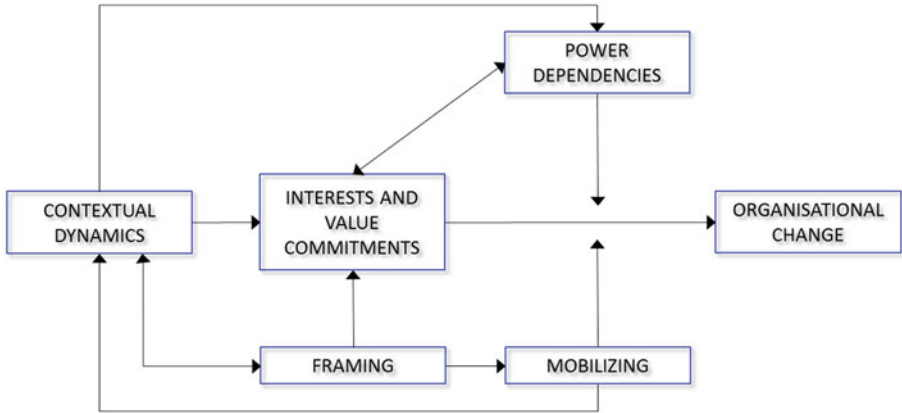 POWER
DEPENDENCIES
INTERESTS AND
VALUE
COMMITMENTS
CONTEXTUAL
DYNAMICS
ORGANISATIONAL
CHANGE
FRAMING
MOBILIZING